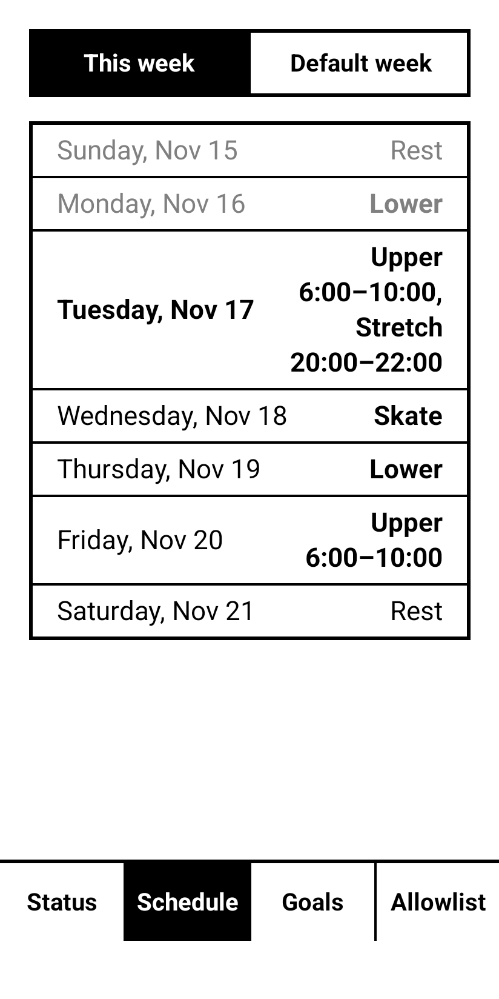 This week
Default week
Sunday, Nov 15
Rest
Monday, Nov 16
Lower
Tuesday, Nov 17
Upper
6:00–10:00,
Stretch
20:00–22:00
Wednesday, Nov 18
Skate
Thursday, Nov 19
Lower
Friday, Nov 20
Upper
6:00–10:00
Saturday, Nov 21
Rest
Status
Schedule
Goals
Allowlist